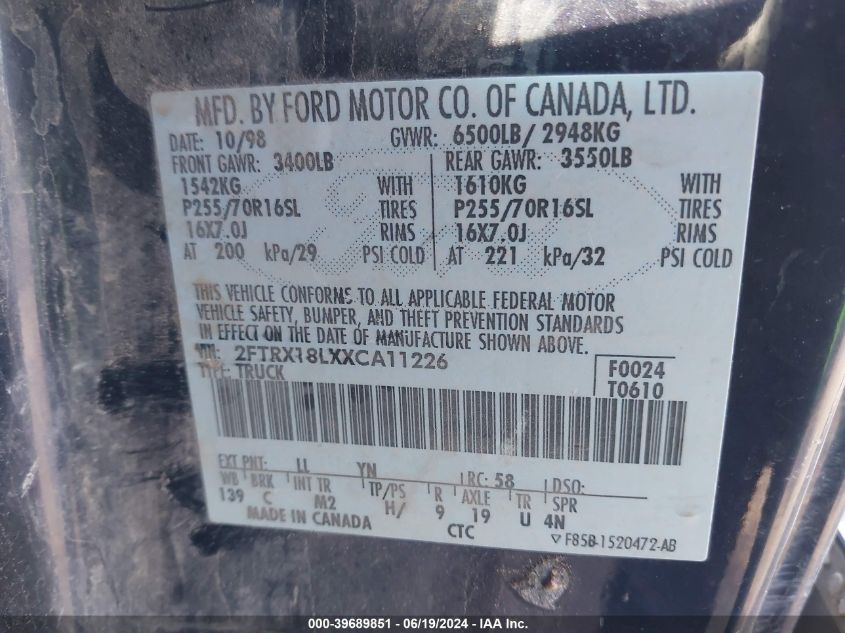 MFD. BY FORD MOTOR CO. OF CANADA, LTD.
DATE: 10/98 GVWR: 6500LB/ 2948KG
FRONT GAWR: 3400LB REAR GAWR: 3550LB
1542KG WITH 1610KG WITH
P255/70R16SL TIRES P255/70R16SL TIRES
16X7.0J RIMS 16X7.0J RIMS
AT 200 kPa/29 PSI COLD AT 221 kPa/32 PSI COLD
THIS VEHICLE CONFORMS TO ALL APPLICABLE FEDERAL MOTOR
VEHICLE SAFETY, BUMPER, AND THEFT PREVENTION STANDARDS
IN EFFECT ON THE DATE OF MANUFACTURE SHOWN ABOVE.
VIN: 2FTRX18LXXCA11226 F0024
TYPE: TRUCK T0610
EXT PNT: LL YN RC: 58 DSO:
WB BRK INT TR TP/PS R AXLE TR SPR
139 C M2 H/ 9 19 U 4N
MADE IN CANADA CTC ▽ F85B-1520472-AB
000-39689851 | 06/19/2024 | IAAI, Inc.